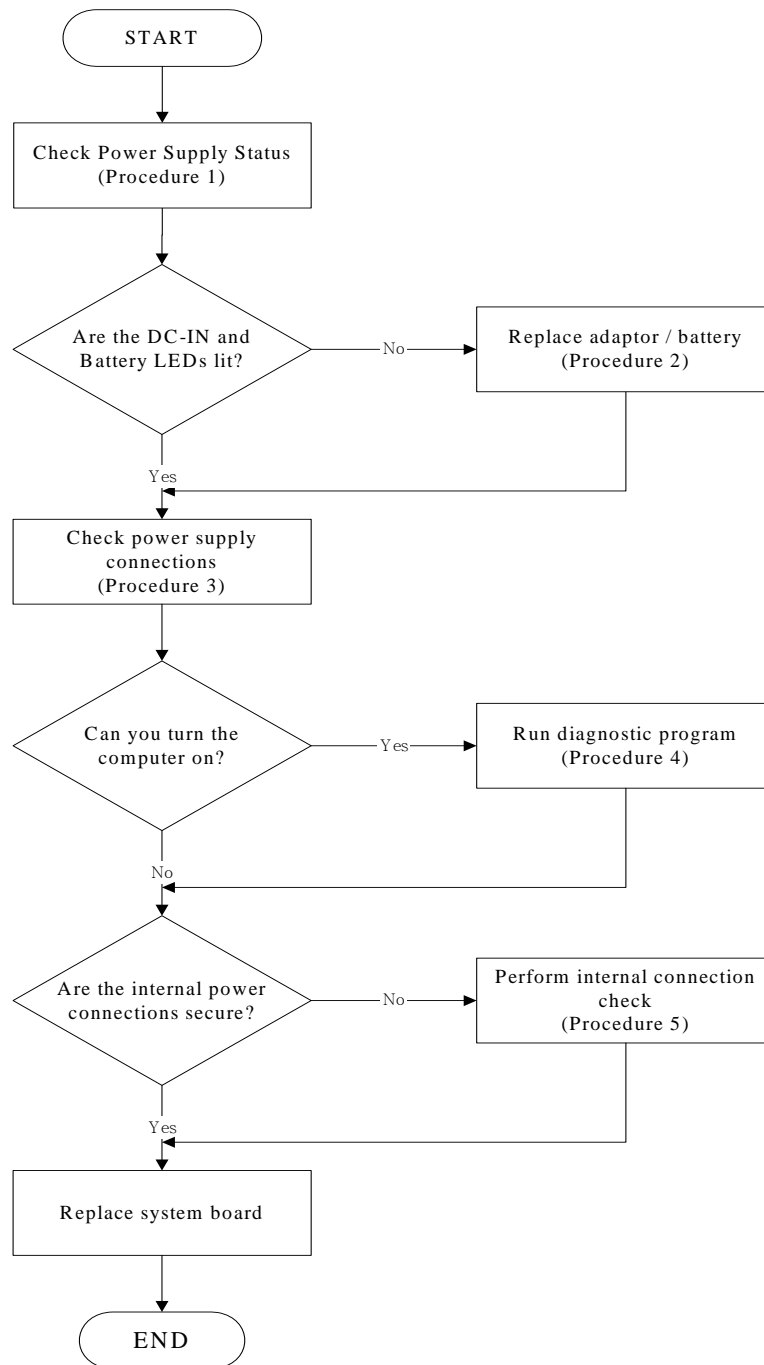 START
Check Power Supply Status
(Procedure 1)
Are the DC-IN and
Battery LEDs lit?
No
Replace adaptor / battery
(Procedure 2)
Yes
Check power supply
connections
(Procedure 3)
Can you turn the
computer on?
Yes
Run diagnostic program
(Procedure 4)
No
Are the internal power
connections secure?
No
Perform internal connection
check
(Procedure 5)
Yes
Replace system board
END